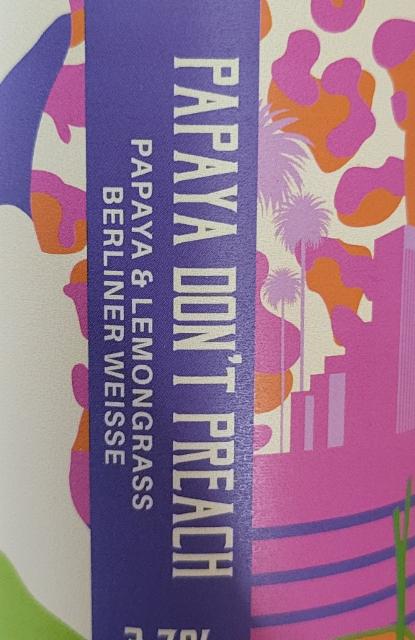 PAPAYA DON'T PREACH
PAPAYA & LEMONGRASS
BERLINER WEISSE